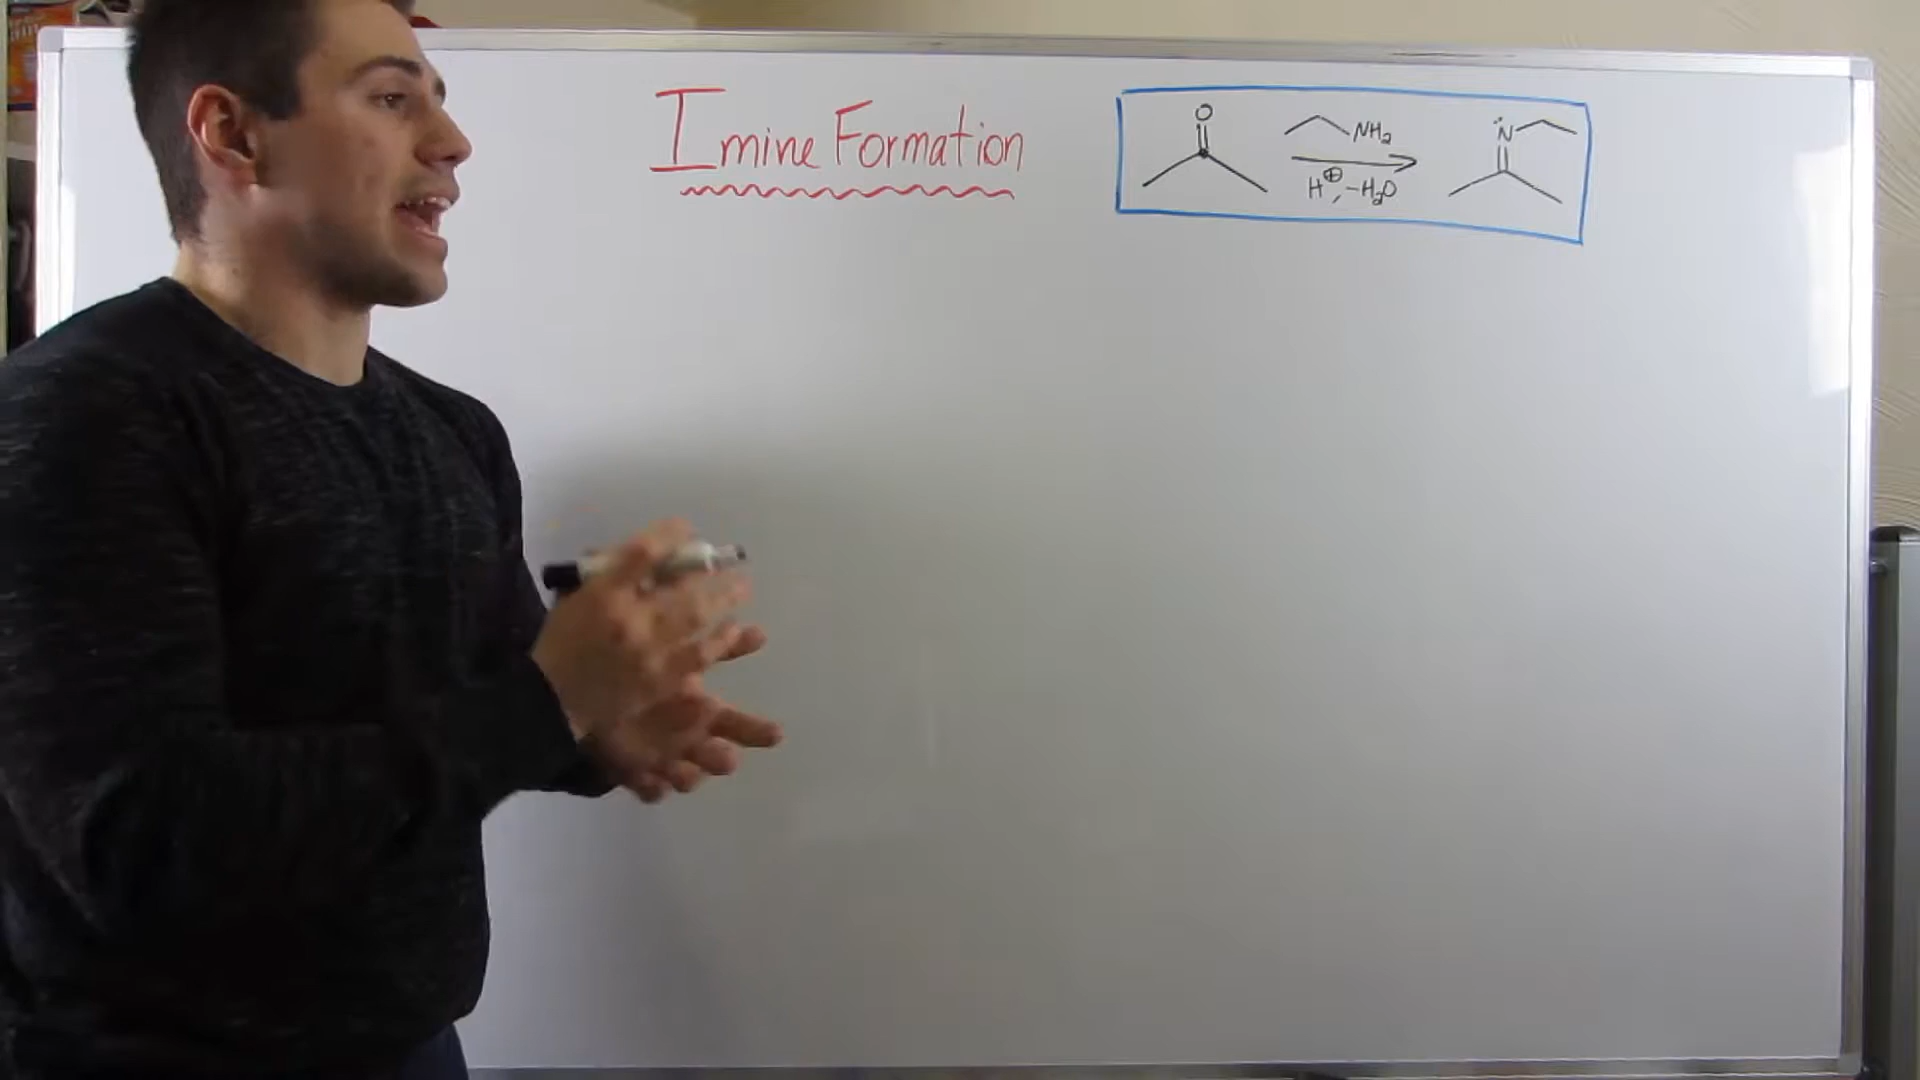 Imine Formation
O
NH2
H⊕, -H2O
N